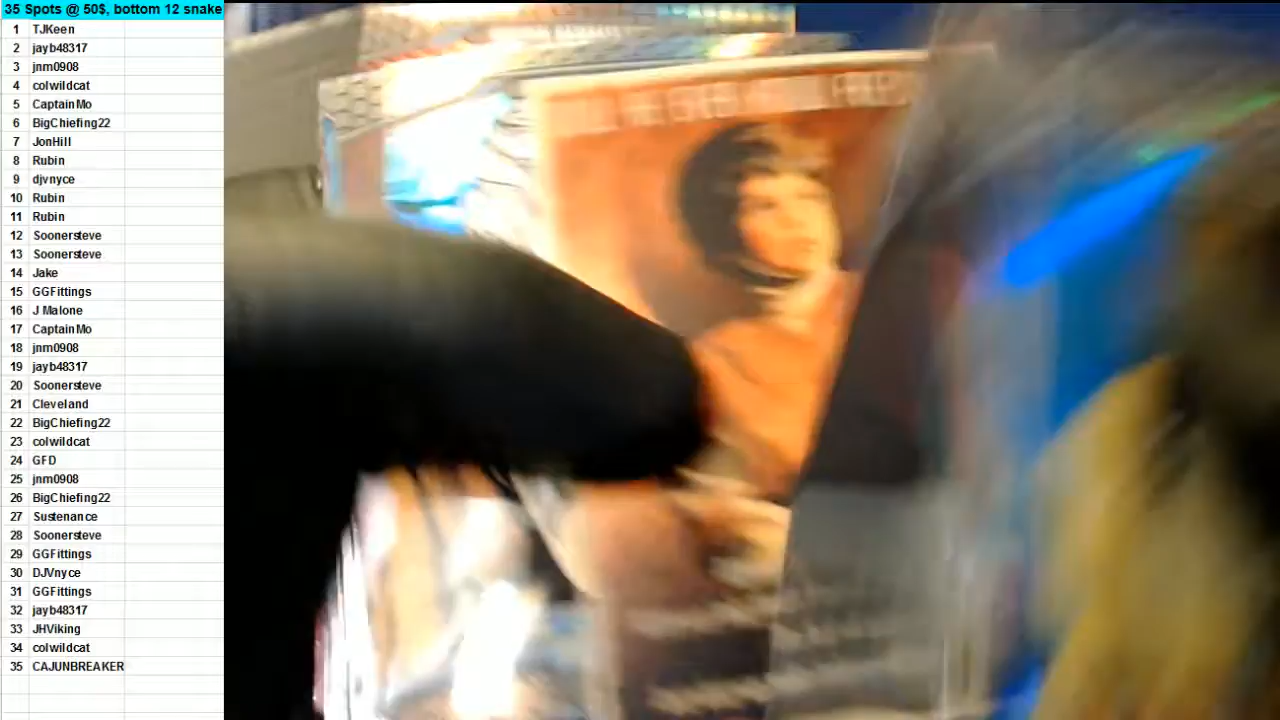 35 Spots @ 50$, bottom 12 snake
1 TJKeen
2 jayb48317
3 jnm0908
4 colwildcat
5 CaptainMo
6 BigChiefing22
7 JonHill
8 Rubin
9 djvnyce
10 Rubin
11 Rubin
12 Soonersteve
13 Soonersteve
14 Jake
15 GGFittings
16 J Malone
17 CaptainMo
18 jnm0908
19 jayb48317
20 Soonersteve
21 Cleveland
22 BigChiefing22
23 colwildcat
24 GFD
25 jnm0908
26 BigChiefing22
27 Sustenance
28 Soonersteve
29 GGFittings
30 DJVnyce
31 GGFittings
32 jayb48317
33 JHViking
34 colwildcat
35 CAJUNBREAKER